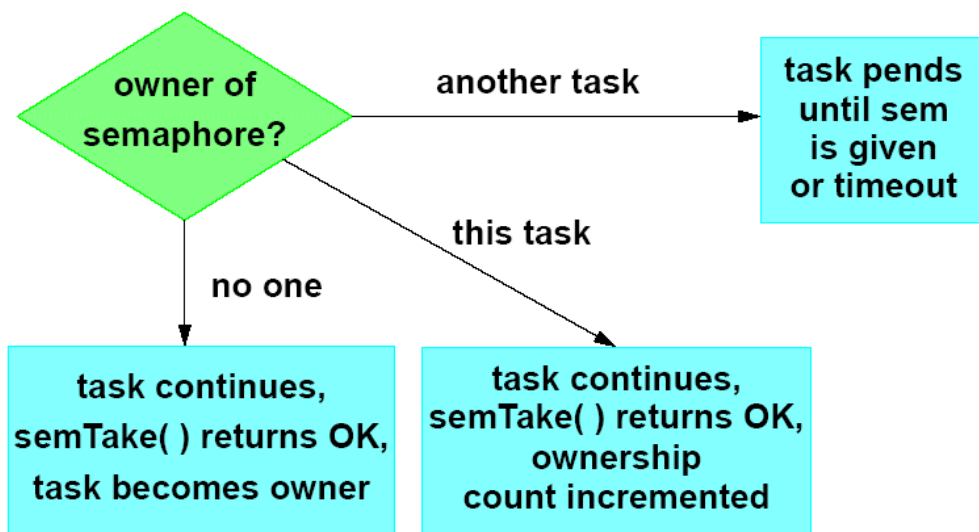 owner of
semaphore?
another task
task pends
until sem
is given
or timeout
this task
no one
task continues,
semTake( ) returns OK,
task becomes owner
task continues,
semTake( ) returns OK,
ownership
count incremented